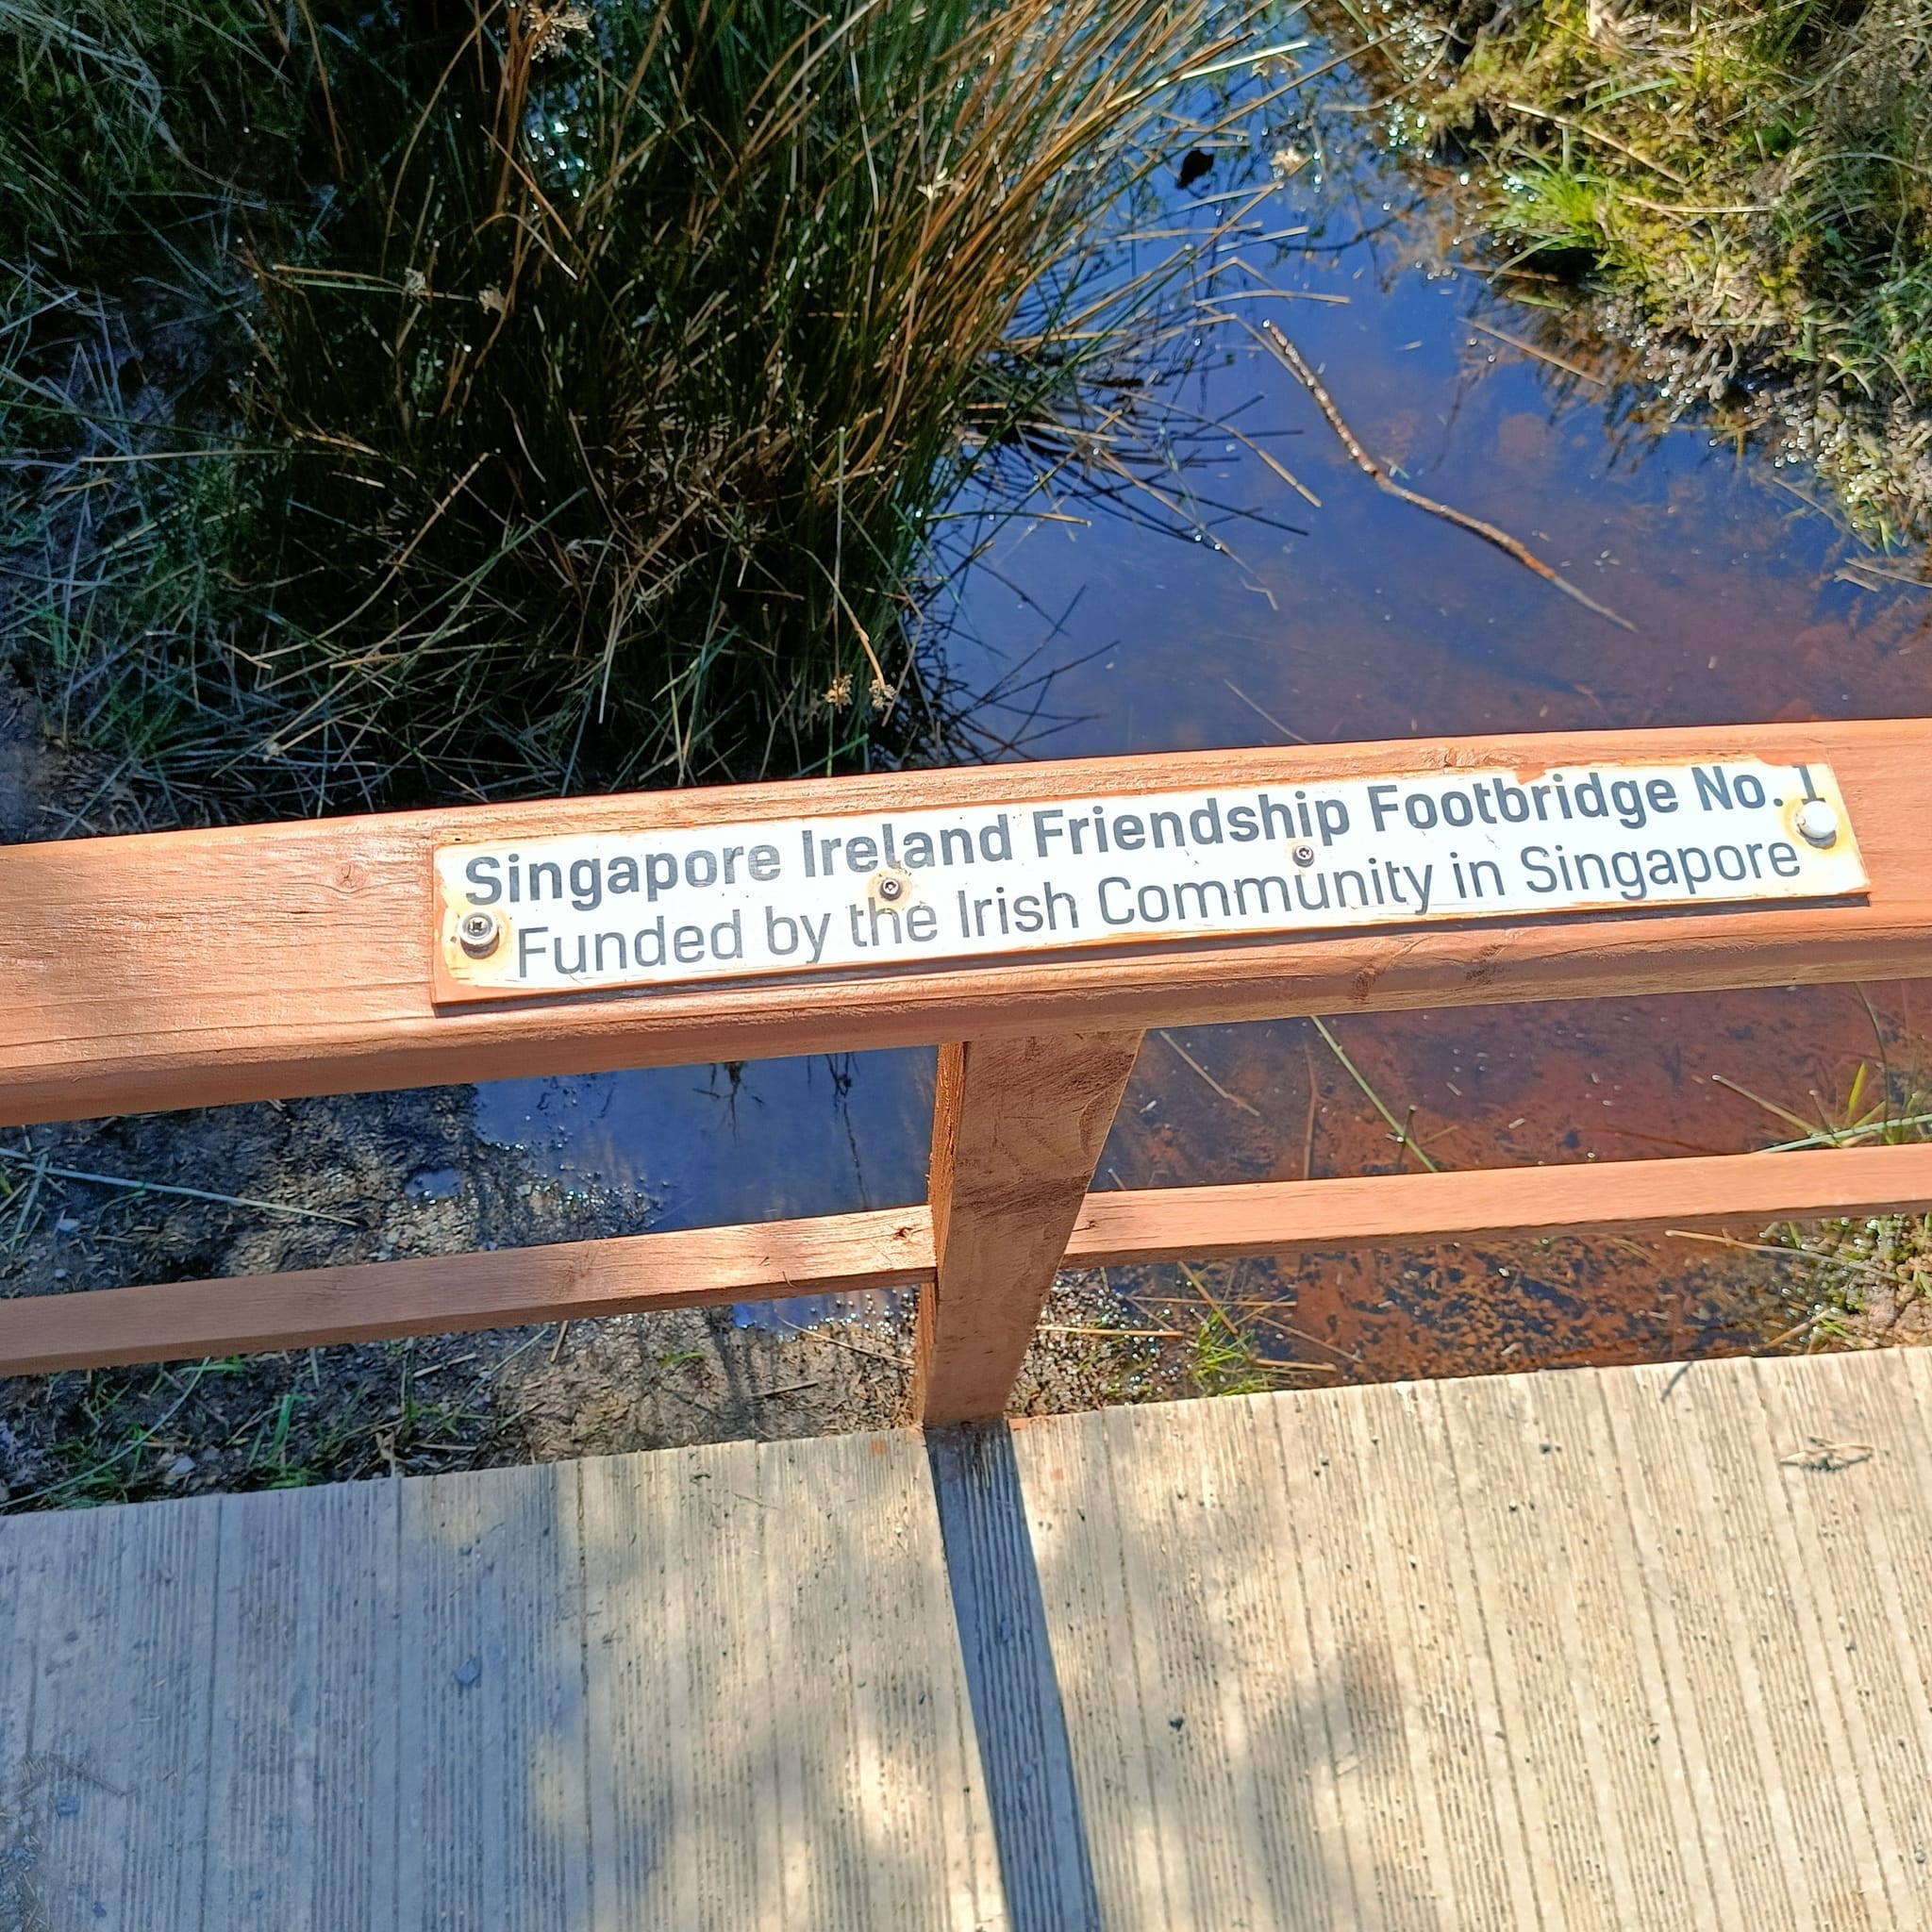 Singapore Ireland Friendship Footbridge No. 1
Funded by the Irish Community in Singapore